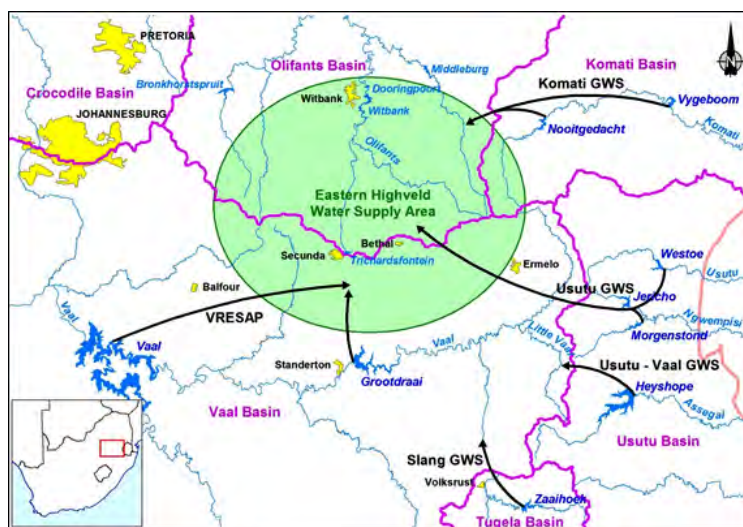 PRETORIA
Olifants Basin
Middleburg
Komati Basin
N
Bronkhorstspruit
Dooringpoort
Komati GWS
Crocodile Basin
Witbank
Vygeboom
JOHANNESBURG
Witbank
Nooitgedacht
Komati
Olifants
Eastern Highveld
Water Supply Area
Bethal
Secunda
Trichardsfontein
Westoe
Ermelo
Usutu
Balfour
Usutu GWS
Jericho
VRESAP
Ngwempisi
Vaal
Morgenstond
Vaal
Little Vaal
Vaal
Standerton
Grootdraai
Usutu - Vaal GWS
Heyshope
Vaal Basin
Assegai
Usutu Basin
Slang GWS
Volksrust
Zaaihoek
Tugela Basin